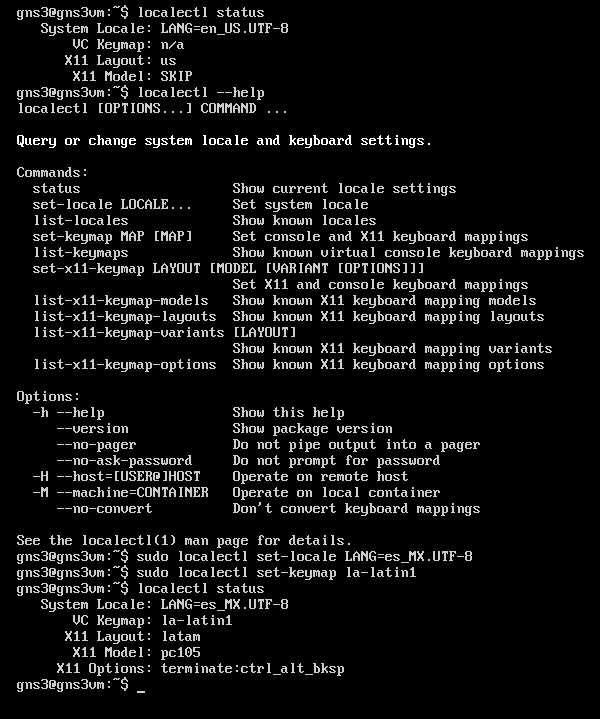 gns3@gns3vm:~$ localectl status
   System Locale: LANG=en_US.UTF-8
       VC Keymap: n/a
      X11 Layout: us
       X11 Model: SKIP
gns3@gns3vm:~$ localectl --help
localectl [OPTIONS...] COMMAND ...

Query or change system locale and keyboard settings.

Commands:
  status                   Show current locale settings
  set-locale LOCALE...     Set system locale
  list-locales             Show known locales
  set-keymap MAP [MAP]     Set console and X11 keyboard mappings
  list-keymaps             Show known virtual console keyboard mappings
  set-x11-keymap LAYOUT [MODEL [VARIANT [OPTIONS]]]
                           Set X11 and console keyboard mappings
  list-x11-keymap-models   Show known X11 keyboard mapping models
  list-x11-keymap-layouts  Show known X11 keyboard mapping layouts
  list-x11-keymap-variants [LAYOUT]
                           Show known X11 keyboard mapping variants
  list-x11-keymap-options  Show known X11 keyboard mapping options

Options:
  -h --help                Show this help
     --version             Show package version
     --no-pager            Do not pipe output into a pager
     --no-ask-password     Do not prompt for password
  -H --host=[USER@]HOST    Operate on remote host
  -M --machine=CONTAINER   Operate on local container
     --no-convert          Don't convert keyboard mappings

See the localectl(1) man page for details.
gns3@gns3vm:~$ sudo localectl set-locale LANG=es_MX.UTF-8
gns3@gns3vm:~$ sudo localectl set-keymap la-latin1
gns3@gns3vm:~$ localectl status
   System Locale: LANG=es_MX.UTF-8
       VC Keymap: la-latin1
      X11 Layout: latam
       X11 Model: pc105
     X11 Options: terminate:ctrl_alt_bksp
gns3@gns3vm:~$ _